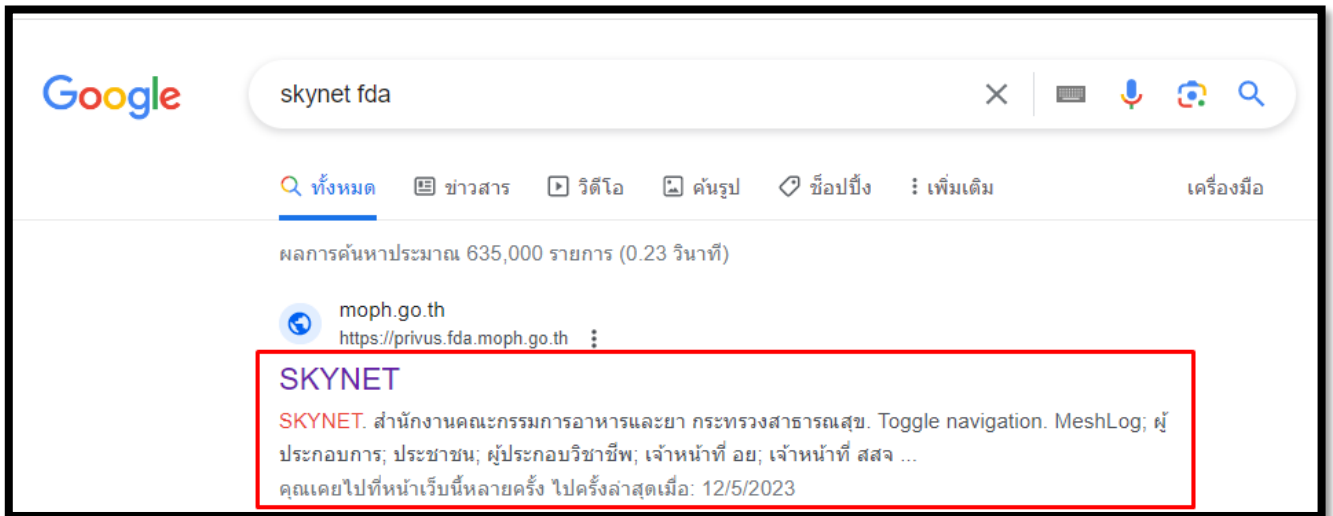 Google
skynet fda
ทั้งหมด ข่าวสาร วิดีโอ ค้นรูป ช็อปปิ้ง เพิ่มเติม เครื่องมือ
ผลการค้นหาประมาณ 635,000 รายการ (0.23 วินาที)
moph.go.th
https://privus.fda.moph.go.th
SKYNET
SKYNET. สำนักงานคณะกรรมการอาหารและยา กระทรวงสาธารณสุข. Toggle navigation. MeshLog; ผู้
ประกอบการ; ประชาชน; ผู้ประกอบวิชาชีพ; เจ้าหน้าที่ อย; เจ้าหน้าที่ สสจ ...
คุณเคยไปที่หน้าเว็บนี้หลายครั้ง ไปครั้งล่าสุดเมื่อ: 12/5/2023